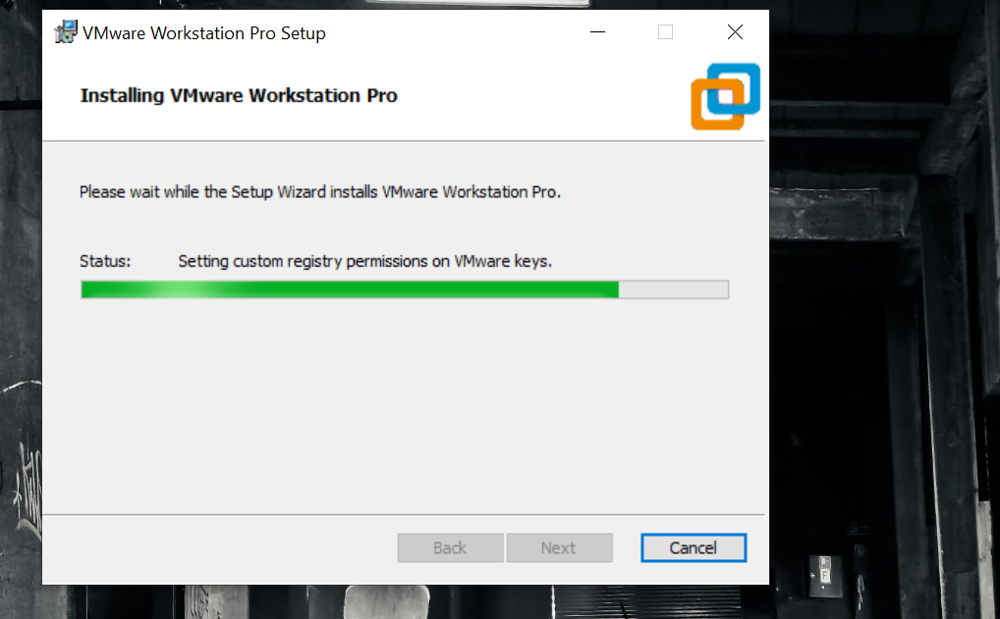 VMware Workstation Pro Setup
Installing VMware Workstation Pro
Please wait while the Setup Wizard installs VMware Workstation Pro.
Status: Setting custom registry permissions on VMware keys.
Back Next Cancel